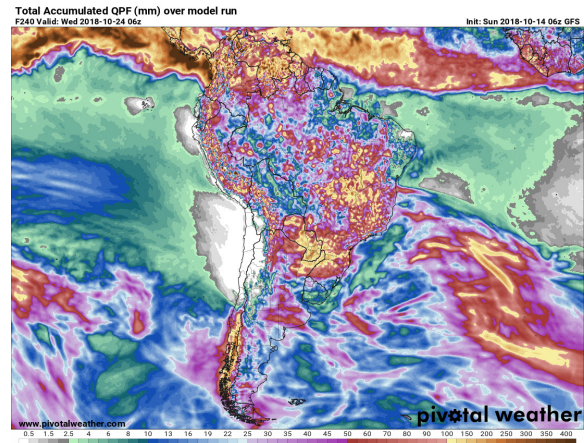 Total Accumulated QPF (mm) over model run
F240 Valid: Wed 2018-10-24 06z Init: Sun 2018-10-14 06z GFS
www.pivotalweather.com pivotal weather
0.5 1.5 2.5 4 6 8 10 13 16 19 22 25 30 35 40 45 50 60 70 80 90 100 150 200 250 300 400